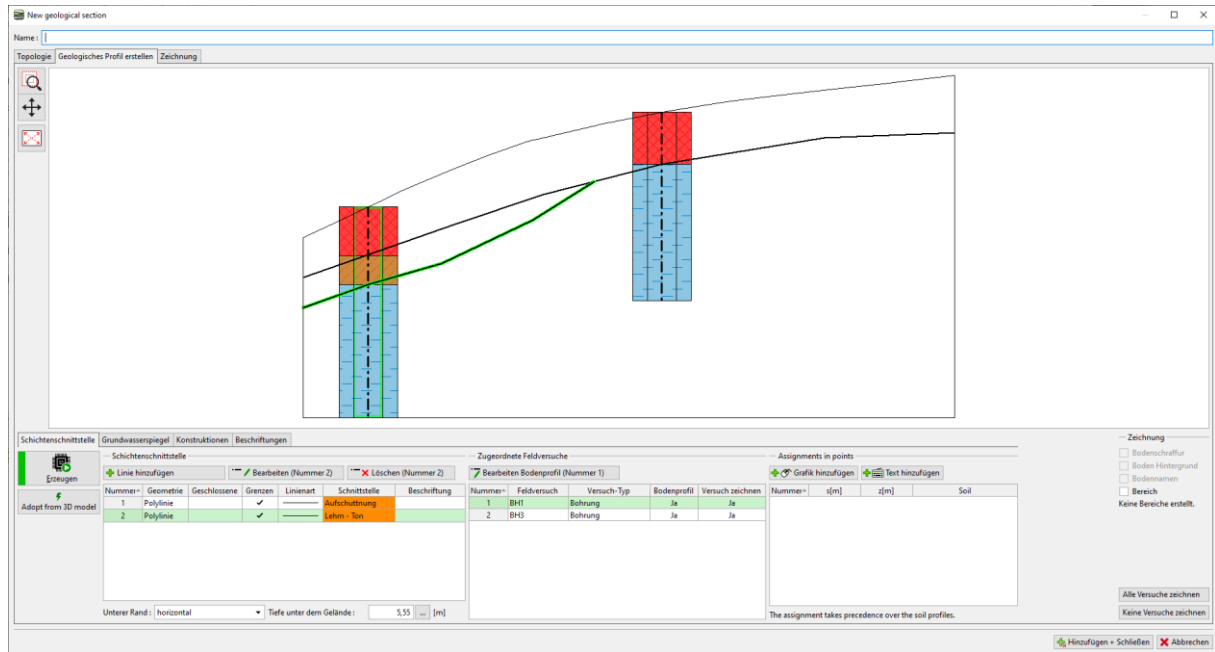 New geological section
Name :
Topologie Geologisches Profil erstellen Zeichnung
Schichtenschnittstelle Grundwasserspiegel Konstruktionen Beschriftungen
Erzeugen
Adopt from 3D model
Schichtenschnittstelle
Linie hinzufügen Bearbeiten (Nummer 2) Löschen (Nummer 2)
Nummer Geometrie Geschlossene Grenzen Linienart Schnittstelle Beschriftung
1 Polylinie Aufschuttnung
2 Polylinie Lehm - Ton
Unterer Rand : horizontal Tiefe unter dem Gelände : 5,55 ... [m]
Zugeordnete Feldversuche
Bearbeiten Bodenprofil (Nummer 1)
Nummer Feldversuch Versuch-Typ Bodenprofil Versuch zeichnen
1 BH1 Bohrung Ja Ja
2 BH3 Bohrung Ja Ja
Assignments in points
Grafik hinzufügen Text hinzufügen
Nummer s[m] z[m] Soil
The assignment takes precedence over the soil profiles.
Zeichnung
Bodenschraffur
Boden Hintergrund
Bodennamen
Bereich
Keine Bereiche erstellt.
Alle Versuche zeichnen
Keine Versuche zeichnen
Hinzufügen + Schließen Abbrechen